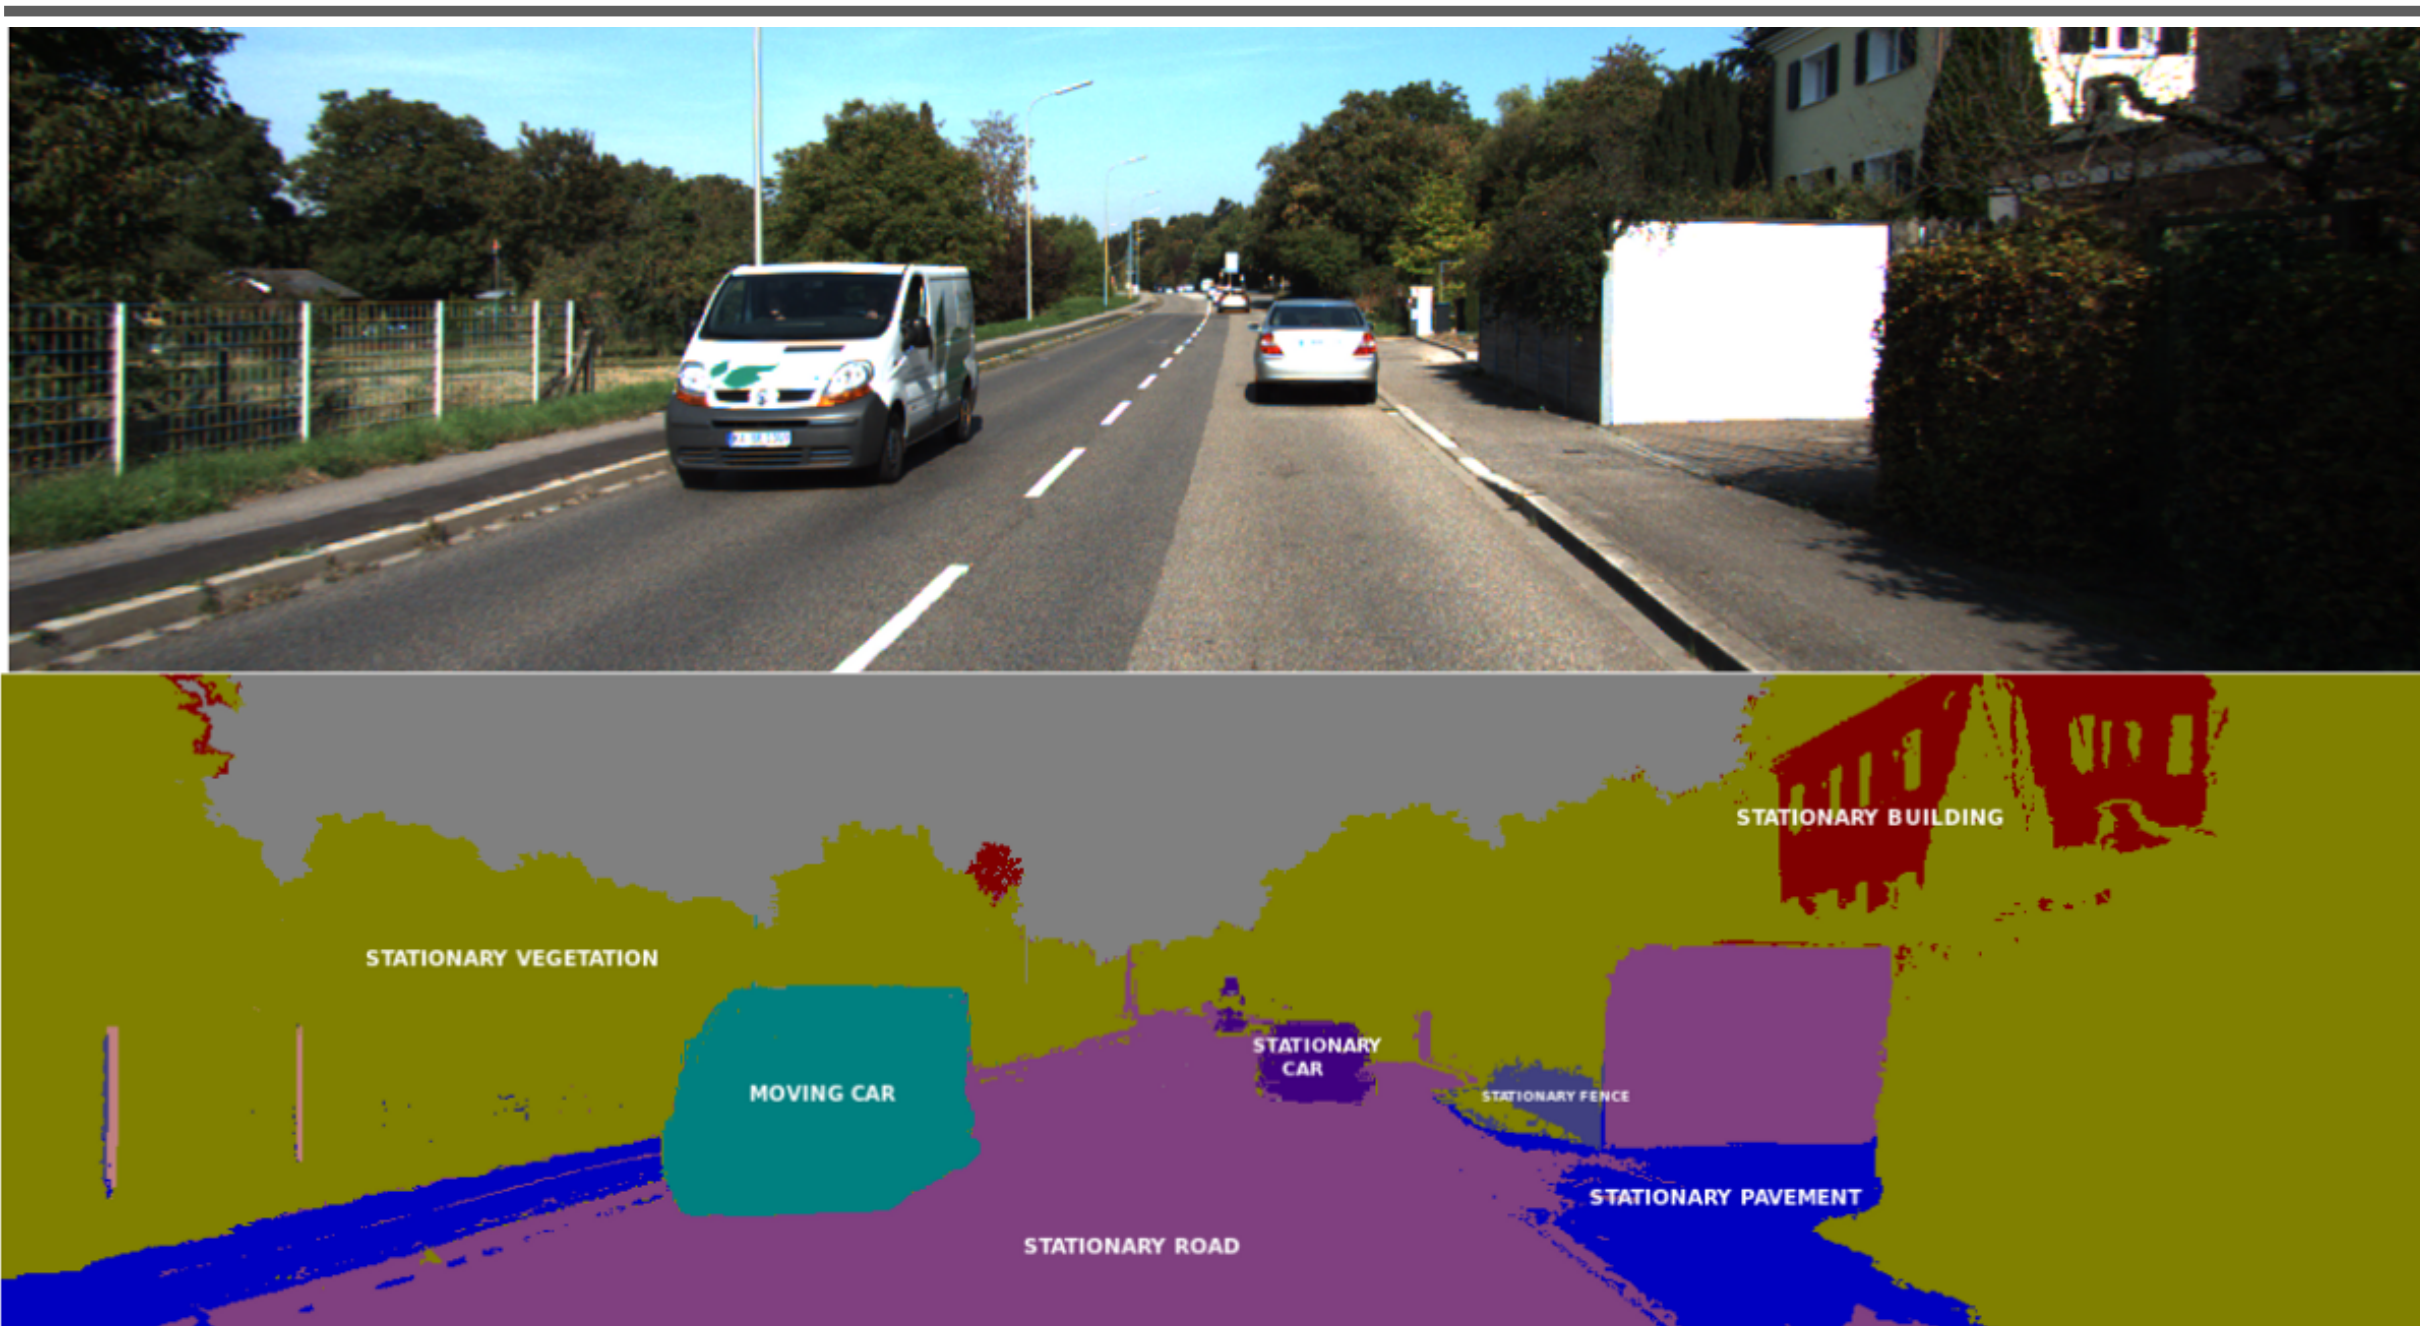 STATIONARY BUILDING
STATIONARY VEGETATION
STATIONARY
CAR
MOVING CAR
STATIONARY FENCE
STATIONARY PAVEMENT
STATIONARY ROAD